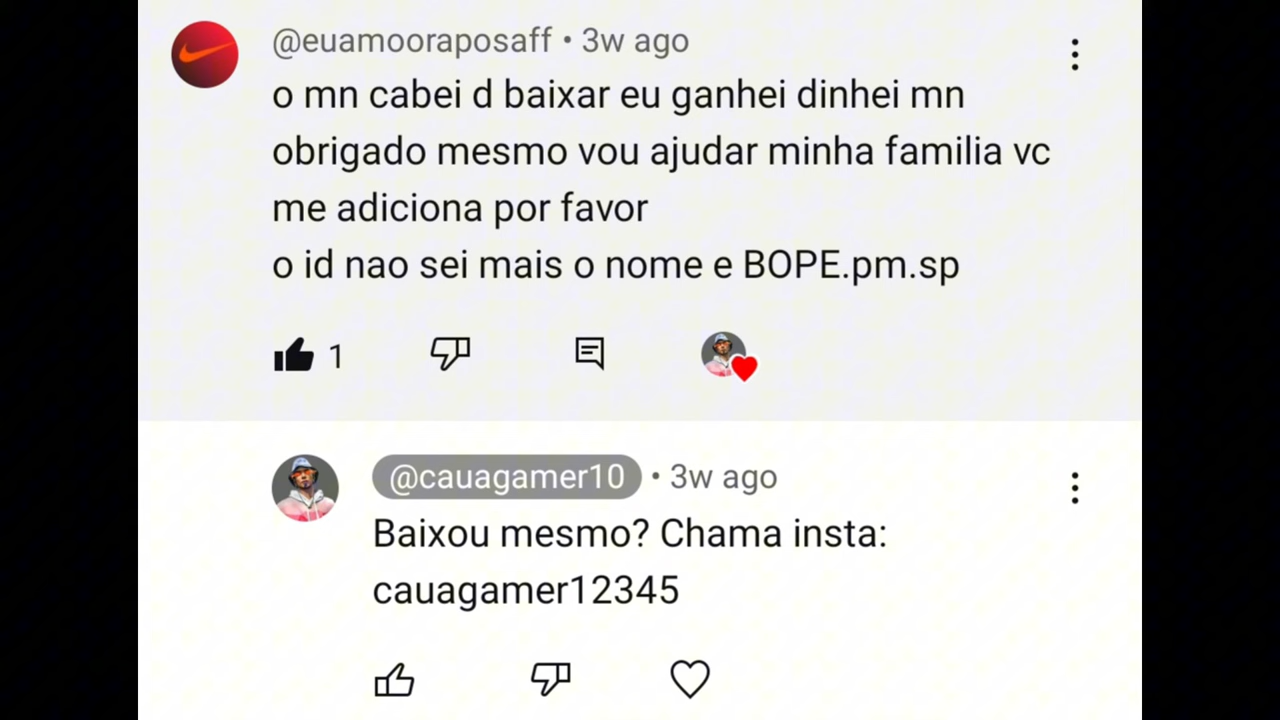 @euamooraposaff • 3w ago
o mn cabei d baixar eu ganhei dinhei mn
obrigado mesmo vou ajudar minha familia vc
me adiciona por favor
o id nao sei mais o nome e BOPE.pm.sp
1
@cauagamer10 • 3w ago
Baixou mesmo? Chama insta:
cauagamer12345